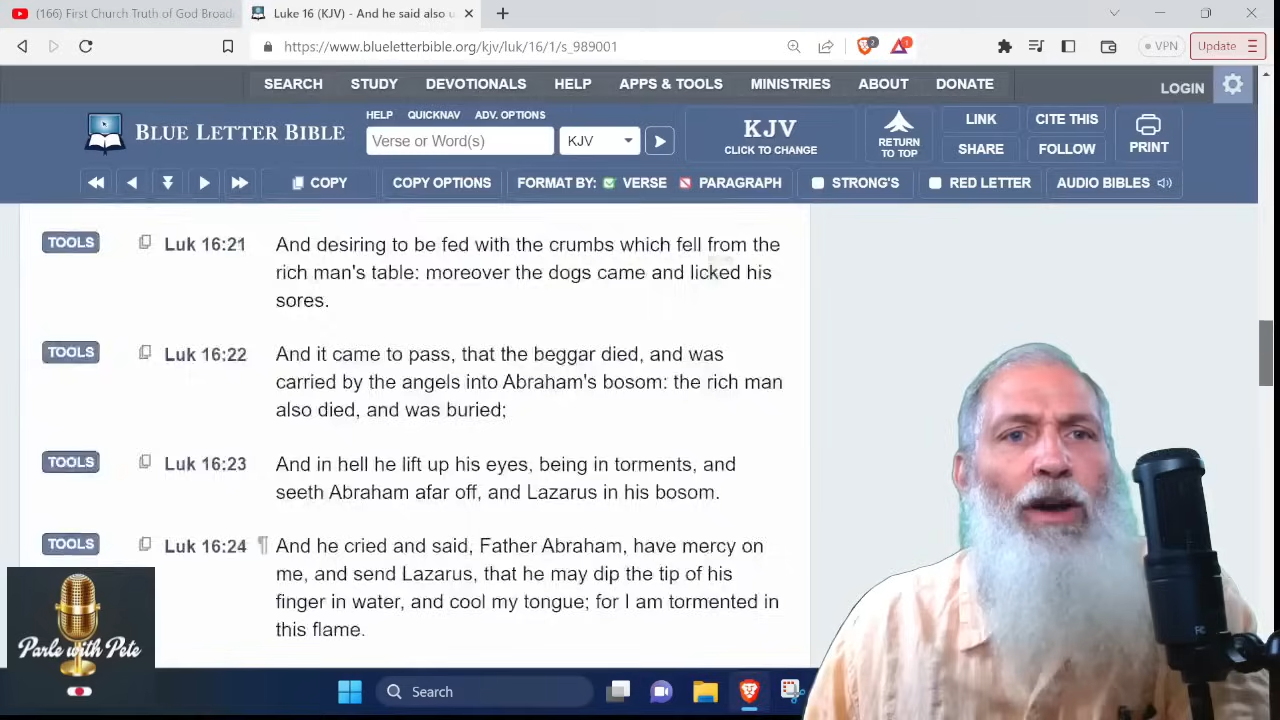 (166) First Church Truth of God Broad
Luke 16 (KJV) - And he said also u
https://www.blueletterbible.org/kjv/luk/16/1/s_989001
2
1
VPN
Update
SEARCH STUDY DEVOTIONALS HELP APPS & TOOLS MINISTRIES ABOUT DONATE
LOGIN
BLUE LETTER BIBLE
HELP QUICKNAV ADV. OPTIONS
Verse or Word(s)
KJV
KJV
CLICK TO CHANGE
RETURN
TO TOP
LINK
CITE THIS
SHARE
FOLLOW
PRINT
COPY
COPY OPTIONS
FORMAT BY: VERSE PARAGRAPH
STRONG'S
RED LETTER
AUDIO BIBLES
TOOLS
Luk 16:21
And desiring to be fed with the crumbs which fell from the
rich man's table: moreover the dogs came and licked his
sores.
TOOLS
Luk 16:22
And it came to pass, that the beggar died, and was
carried by the angels into Abraham's bosom: the rich man
also died, and was buried;
TOOLS
Luk 16:23
And in hell he lift up his eyes, being in torments, and
seeth Abraham afar off, and Lazarus in his bosom.
TOOLS
Luk 16:24 ¶
And he cried and said, Father Abraham, have mercy on
me, and send Lazarus, that he may dip the tip of his
finger in water, and cool my tongue; for I am tormented in
this flame.
Parle with Pete
Search